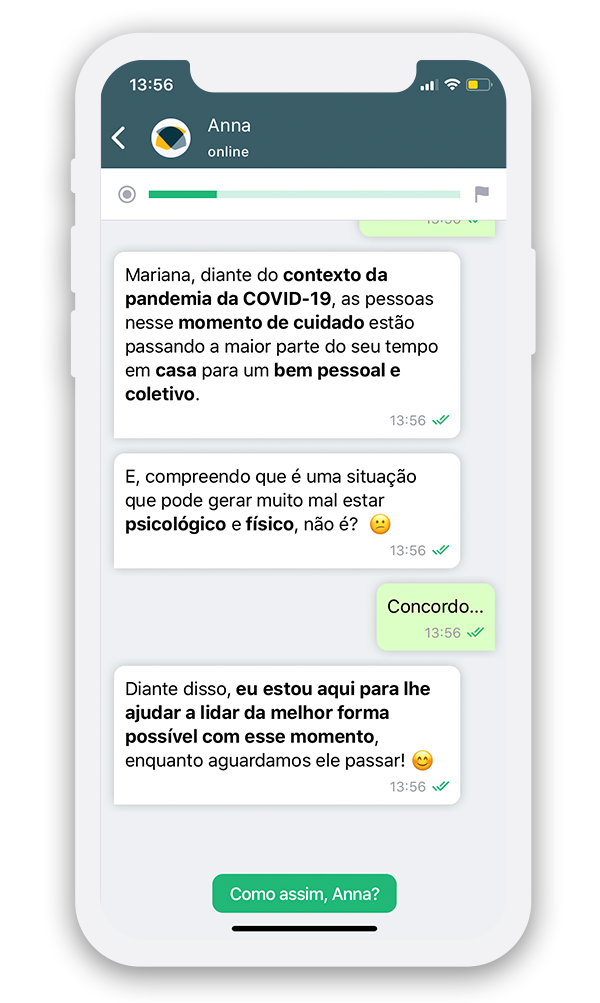 13:56
Anna
online
13:56
Mariana, diante do contexto da
pandemia da COVID-19, as pessoas
nesse momento de cuidado estão
passando a maior parte do seu tempo
em casa para um bem pessoal e
coletivo.
13:56
E, compreendo que é uma situação
que pode gerar muito mal estar
psicológico e físico, não é? 😕
13:56
Concordo...
13:56
Diante disso, eu estou aqui para lhe
ajudar a lidar da melhor forma
possível com esse momento,
enquanto aguardamos ele passar! 😊
13:56
Como assim, Anna?